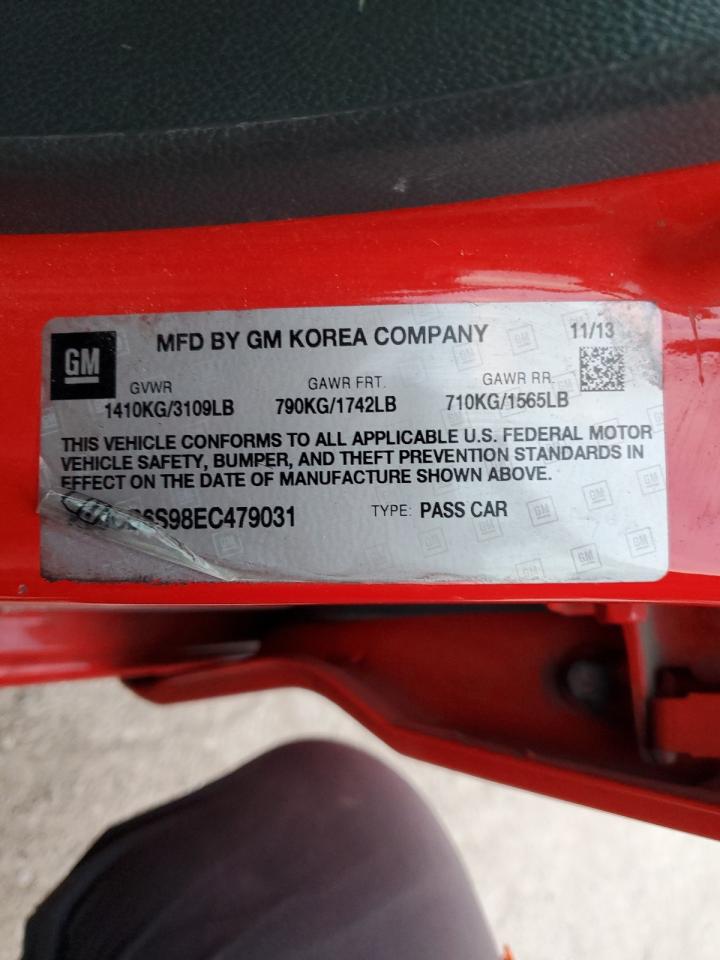 GM
MFD BY GM KOREA COMPANY 11/13
GVWR GAWR FRT. GAWR RR.
1410KG/3109LB 790KG/1742LB 710KG/1565LB
THIS VEHICLE CONFORMS TO ALL APPLICABLE U.S. FEDERAL MOTOR
VEHICLE SAFETY, BUMPER, AND THEFT PREVENTION STANDARDS IN
EFFECT ON THE DATE OF MANUFACTURE SHOWN ABOVE.
6S98EC479031 TYPE: PASS CAR